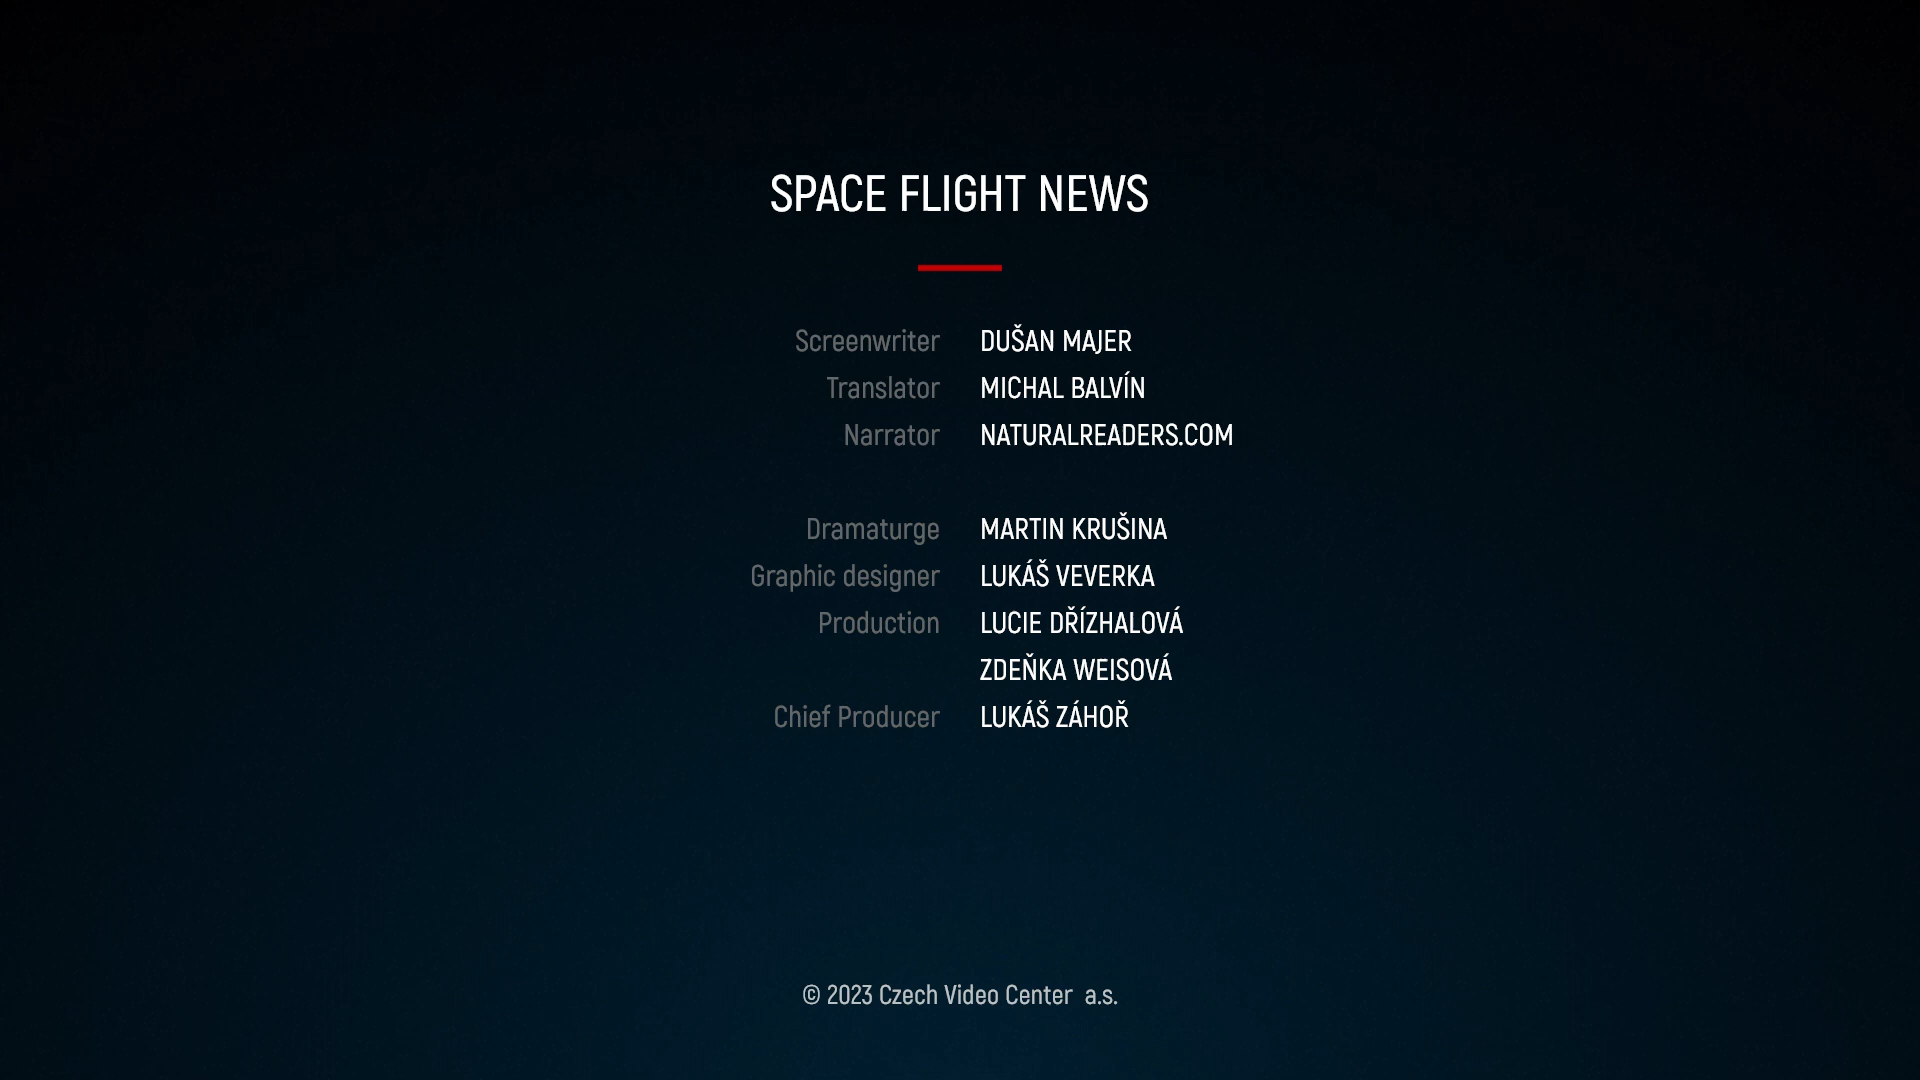 SPACE FLIGHT NEWS
Screenwriter DUŠAN MAJER
Translator MICHAL BALVÍN
Narrator NATURALREADERS.COM
Dramaturge MARTIN KRUŠINA
Graphic designer LUKÁŠ VEVERKA
Production LUCIE DŘÍZHALOVÁ
ZDEŇKA WEISOVÁ
Chief Producer LUKÁŠ ZÁHOŘ
© 2023 Czech Video Center a.s.